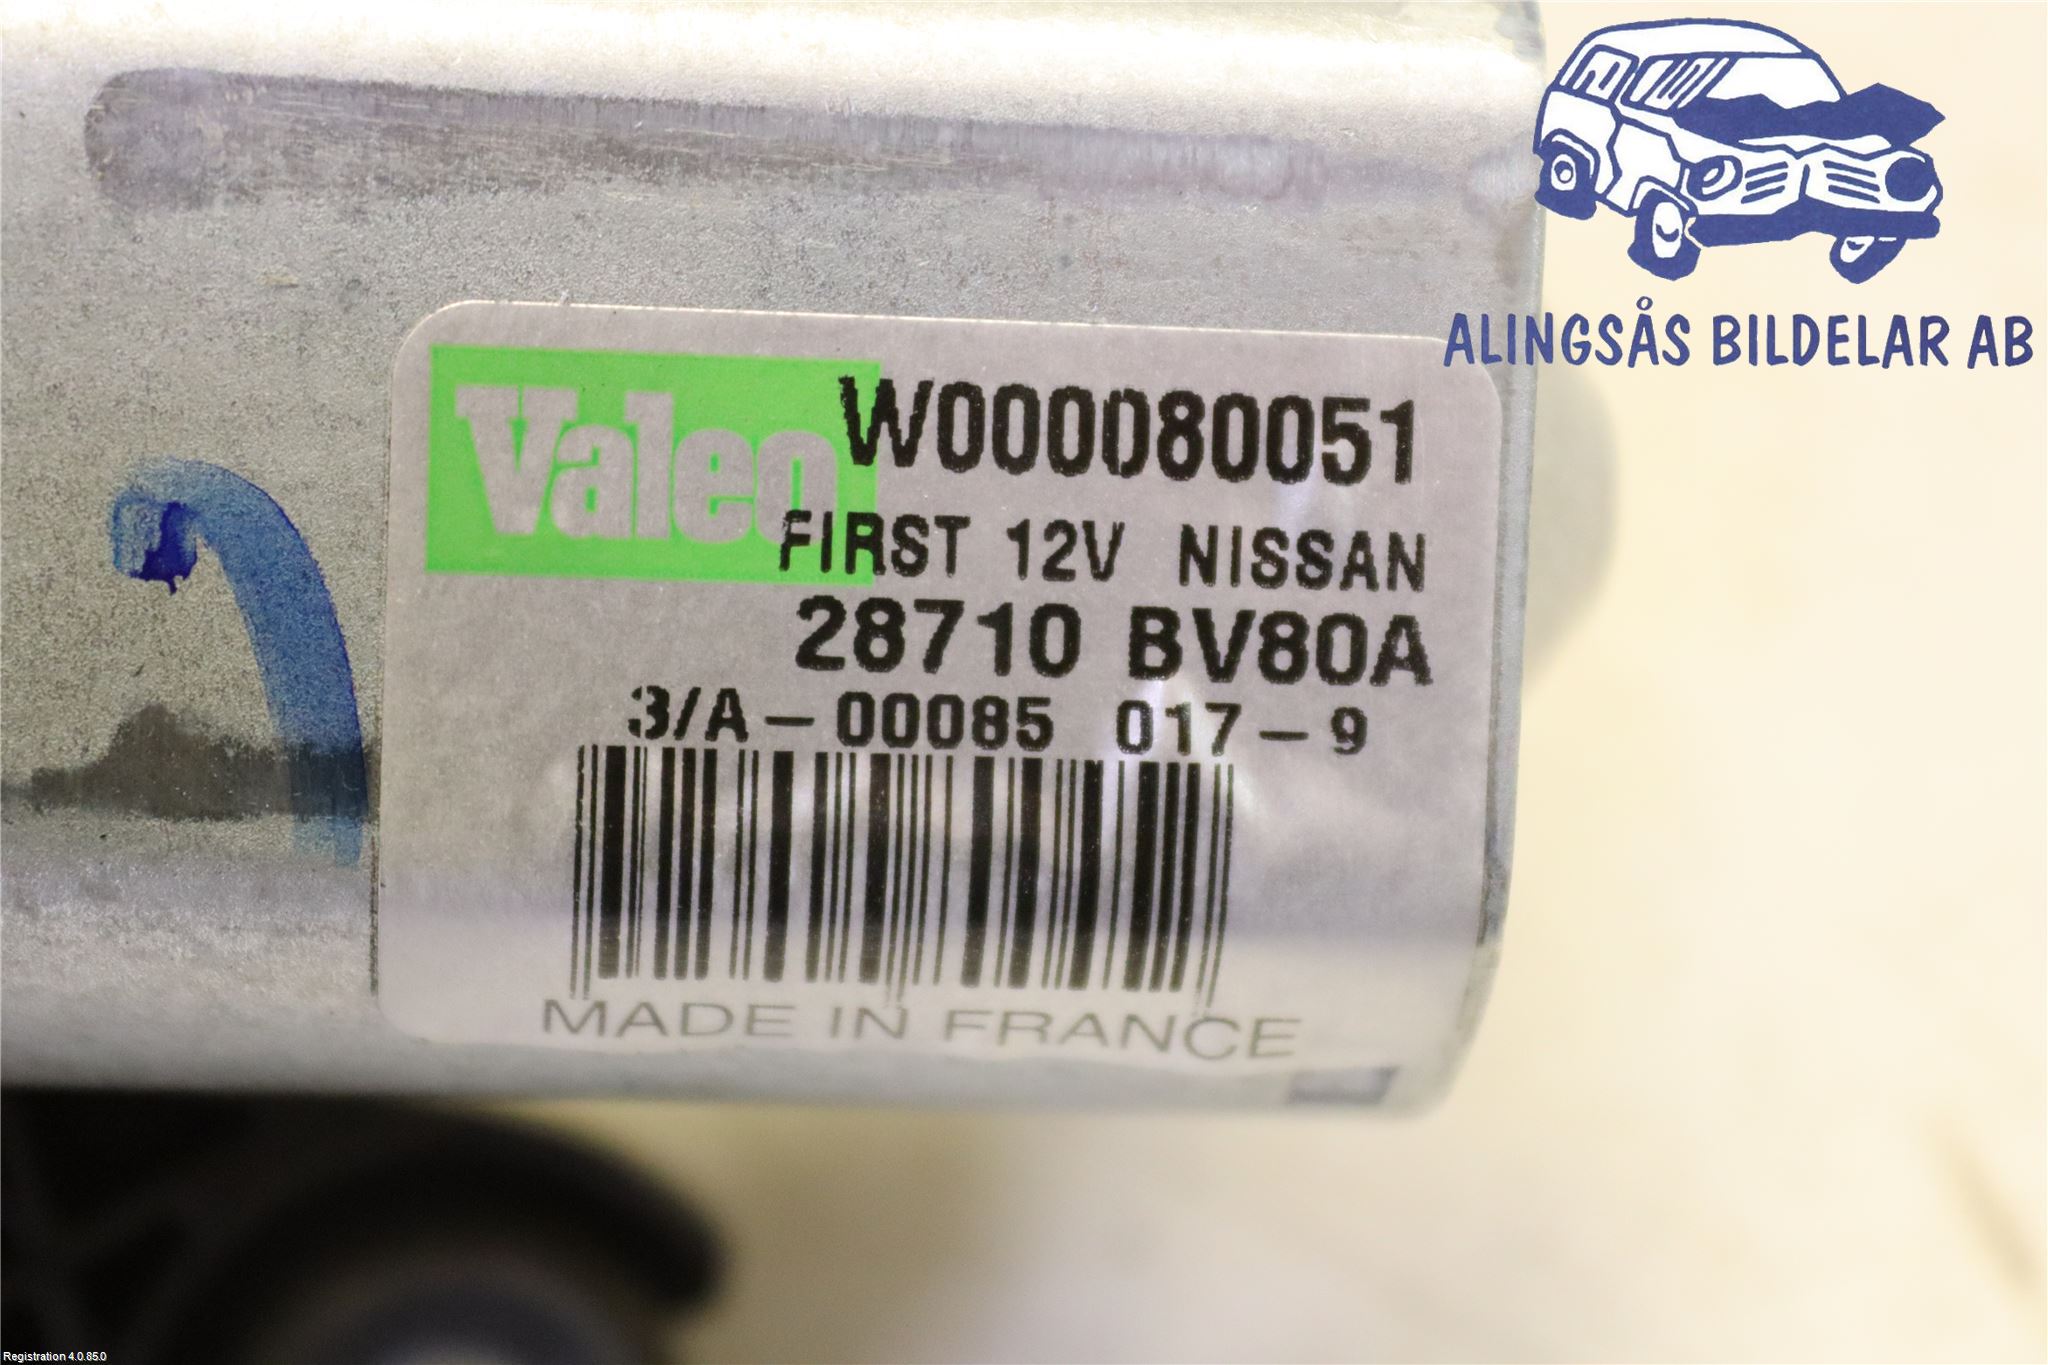 ALINGSÅS BILDELAR AB
Valeo
W000080051
FIRST 12V NISSAN
28710 BV80A
3/A-00085 017-9
MADE IN FRANCE
Registration 4.0.85.0